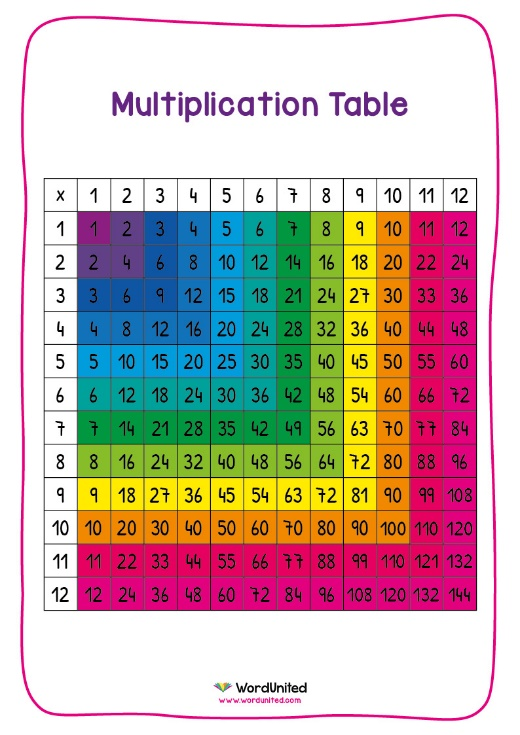 Multiplication Table
x 1 2 3 4 5 6 7 8 9 10 11 12
1 1 2 3 4 5 6 7 8 9 10 11 12
2 2 4 6 8 10 12 14 16 18 20 22 24
3 3 6 9 12 15 18 21 24 27 30 33 36
4 4 8 12 16 20 24 28 32 36 40 44 48
5 5 10 15 20 25 30 35 40 45 50 55 60
6 6 12 18 24 30 36 42 48 54 60 66 72
7 7 14 21 28 35 42 49 56 63 70 77 84
8 8 16 24 32 40 48 56 64 72 80 88 96
9 9 18 27 36 45 54 63 72 81 90 99 108
10 10 20 30 40 50 60 70 80 90 100 110 120
11 11 22 33 44 55 66 77 88 99 110 121 132
12 12 24 36 48 60 72 84 96 108 120 132 144
WordUnited
www.wordunited.com